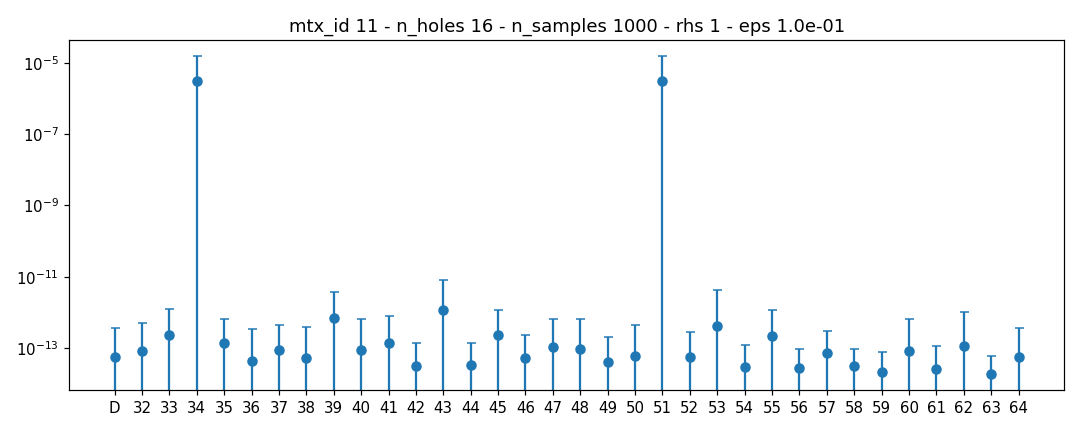 mtx_id 11 - n_holes 16 - n_samples 1000 - rhs 1 - eps 1.0e-01
10⁻⁵
10⁻⁷
10⁻⁹
10⁻¹¹
10⁻¹³
D 32 33 34 35 36 37 38 39 40 41 42 43 44 45 46 47 48 49 50 51 52 53 54 55 56 57 58 59 60 61 62 63 64